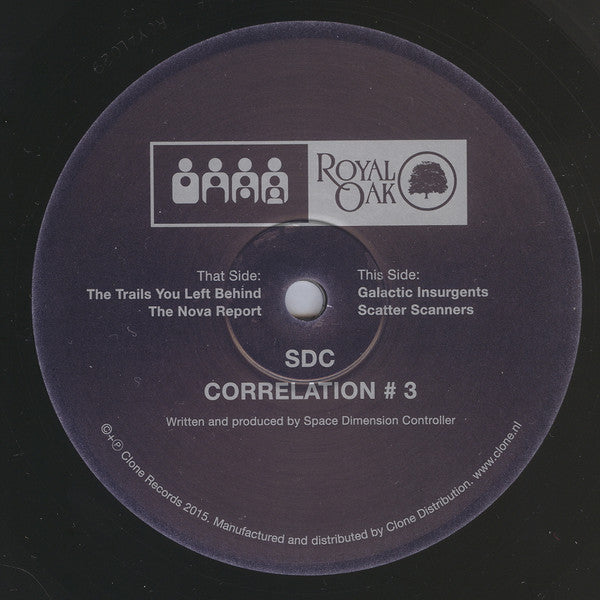 ROYAL
OAK
That Side:
The Trails You Left Behind
The Nova Report
This Side:
Galactic Insurgents
Scatter Scanners
SDC
CORRELATION # 3
Written and produced by Space Dimension Controller
©+℗ Clone Records 2015. Manufactured and distributed by Clone Distribution. www.clone.nl